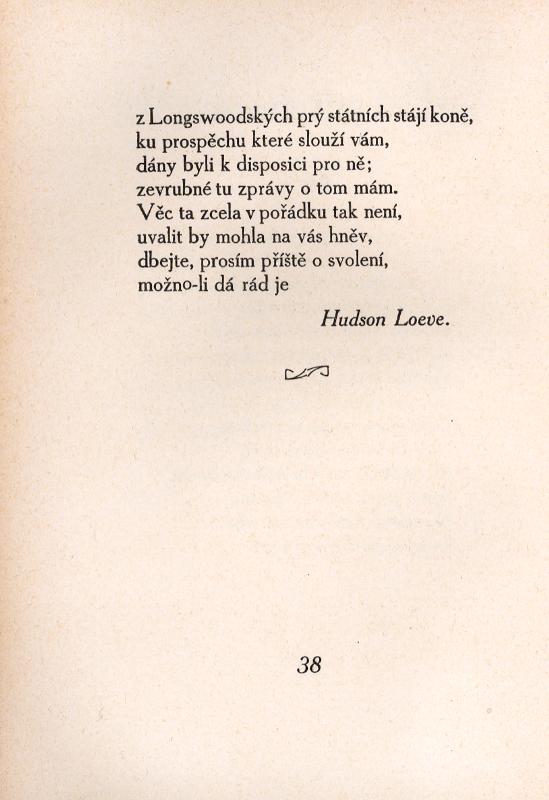 z Longswoodských prý státních stájí koně,
ku prospěchu které slouží vám,
dány byli k disposici pro ně;
zevrubné tu zprávy o tom mám.
Věc ta zcela v pořádku tak není,
uvalit by mohla na vás hněv,
dbejte, prosím příště o svolení,
možno-li dá rád je
Hudson Loeve.
38